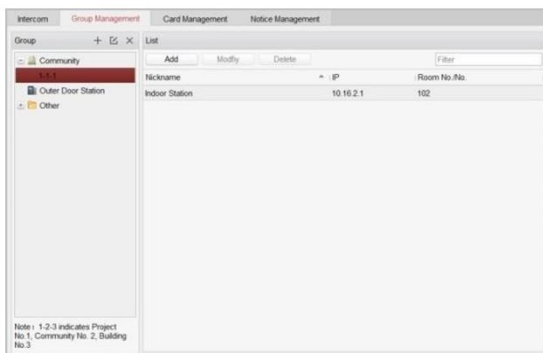 Intercom Group Management Card Management Notice Management
Group List
Add Modfiy Delete Filter
Nickname IP Room No./No.
Indoor Station 10.16.2.1 102
Community
1-1-1
Outer Door Station
Other
Note: 1-2-3 indicates Project
No.1, Community No. 2, Building
No.3